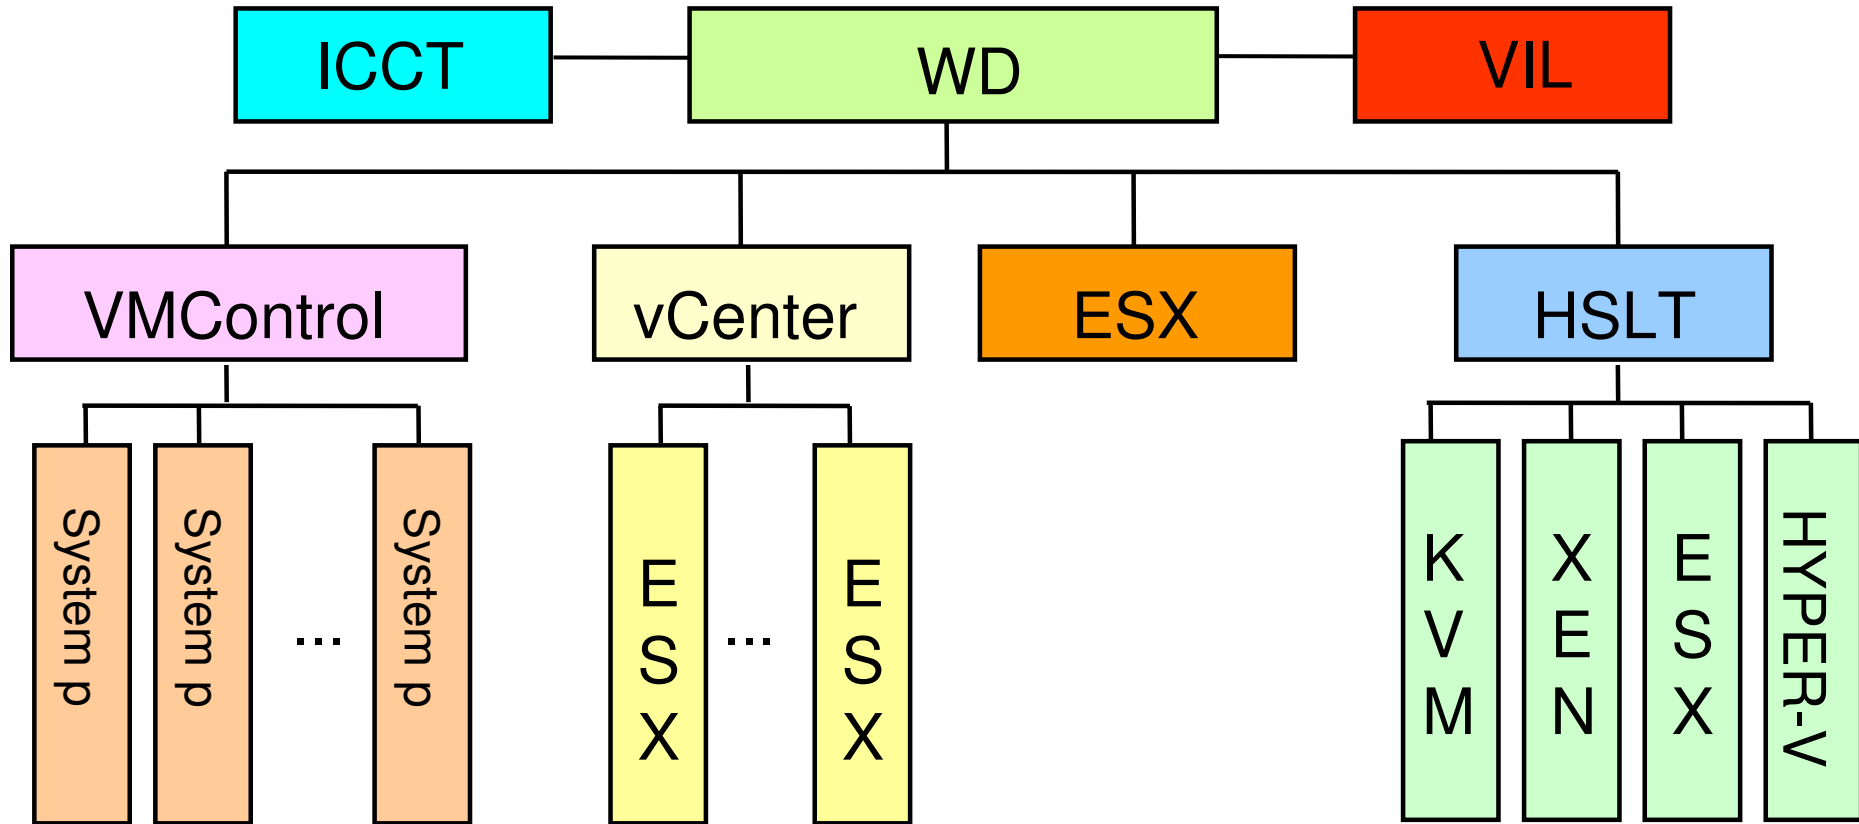 ICCT
WD
VIL
VMControl
vCenter
ESX
HSLT
System p
System p
...
System p
ESX
...
ESX
KVM
XEN
ESX
HYPER-V